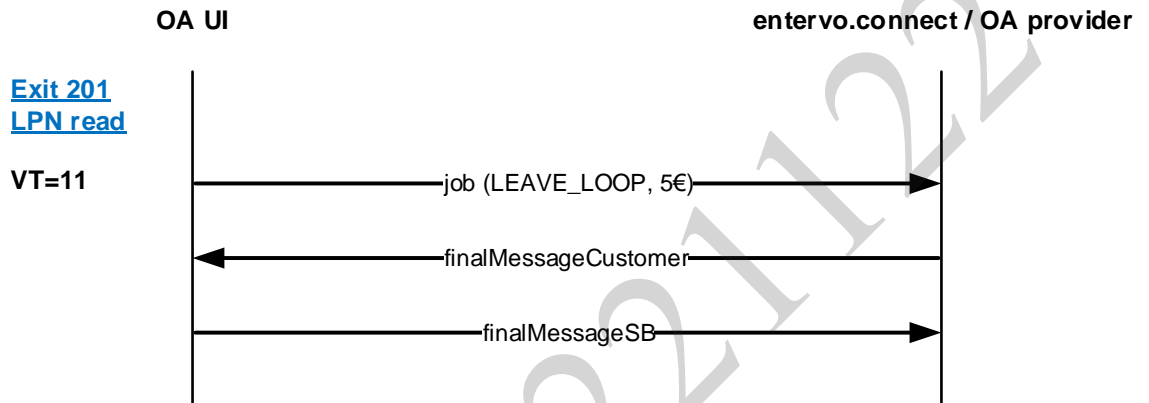 OA UI
entervo.connect / OA provider
Exit 201
LPN read
VT=11
job (LEAVE_LOOP, 5€)
finalMessageCustomer
finalMessageSB